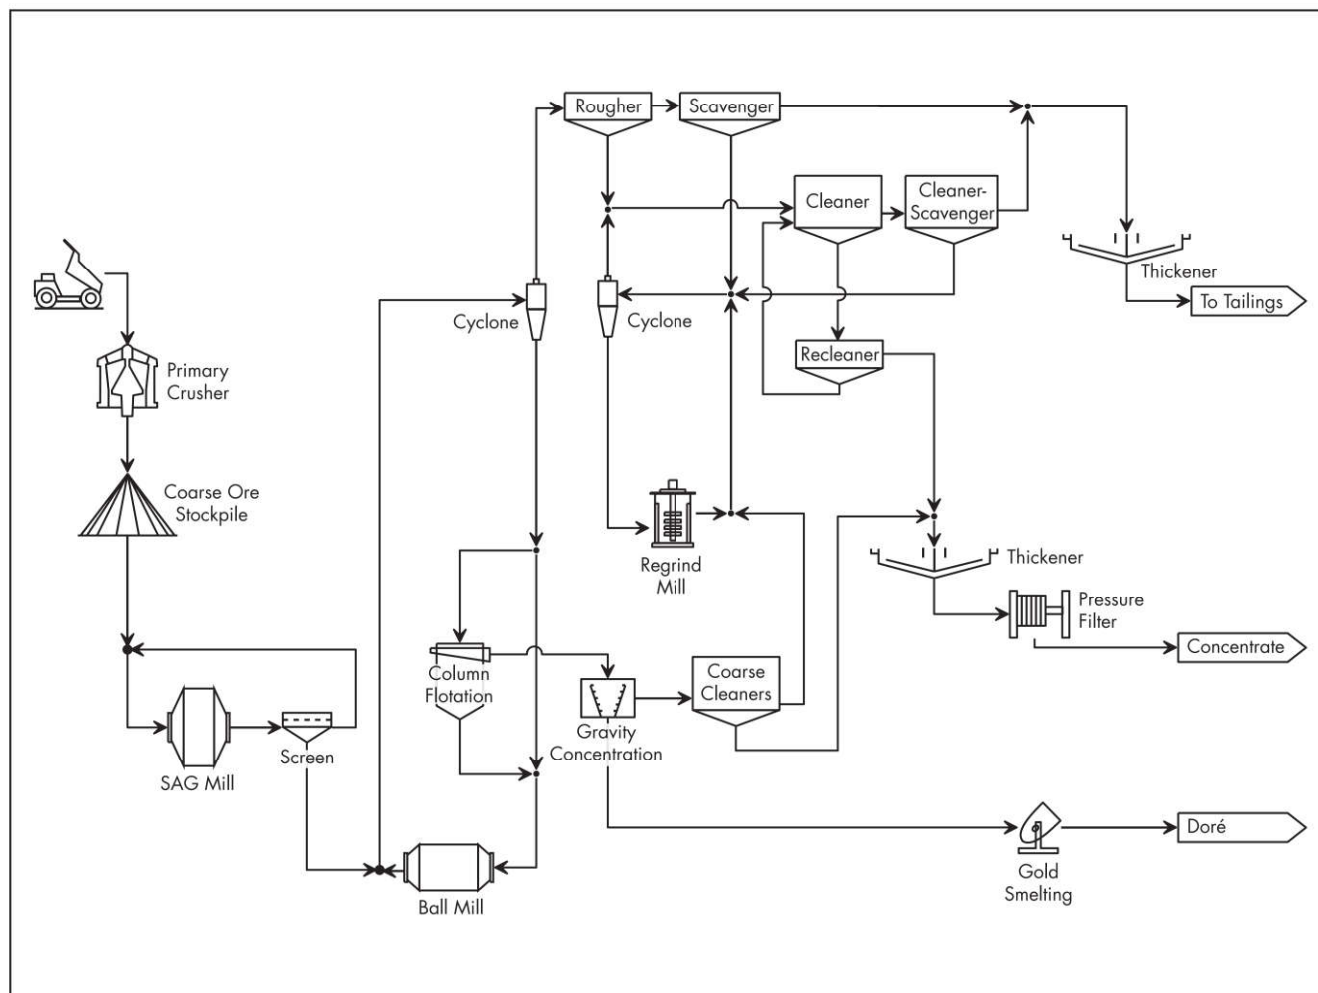 Rougher
Scavenger
Cleaner
Cleaner-
Scavenger
Thickener
To Tailings
Cyclone
Cyclone
Primary
Crusher
Recleaner
Coarse Ore
Stockpile
Regrind
Mill
Thickener
Pressure
Filter
Concentrate
Column
Flotation
Coarse
Cleaners
Gravity
Concentration
Screen
SAG Mill
Doré
Gold
Smelting
Ball Mill